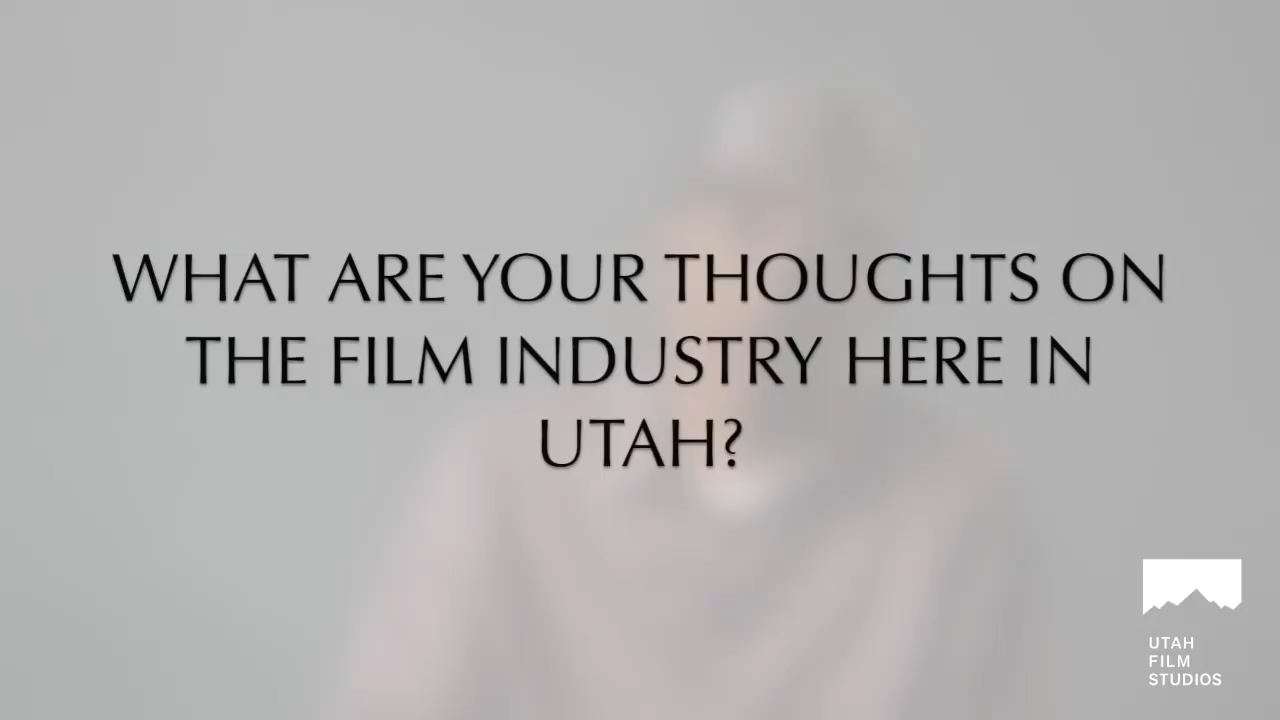 WHAT ARE YOUR THOUGHTS ON
THE FILM INDUSTRY HERE IN
UTAH?
UTAH
FILM
STUDIOS